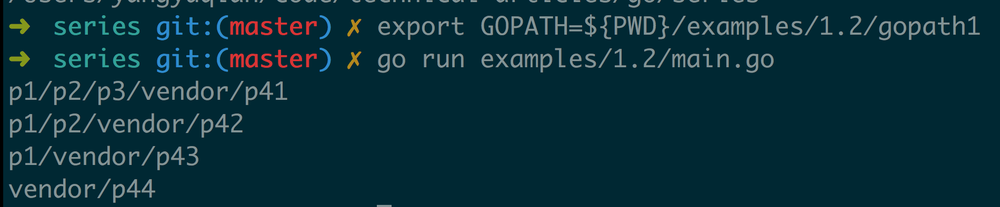 ➜ series git:(master) ✗ export GOPATH=${PWD}/examples/1.2/gopath1
➜ series git:(master) ✗ go run examples/1.2/main.go
p1/p2/p3/vendor/p41
p1/p2/vendor/p42
p1/vendor/p43
vendor/p44